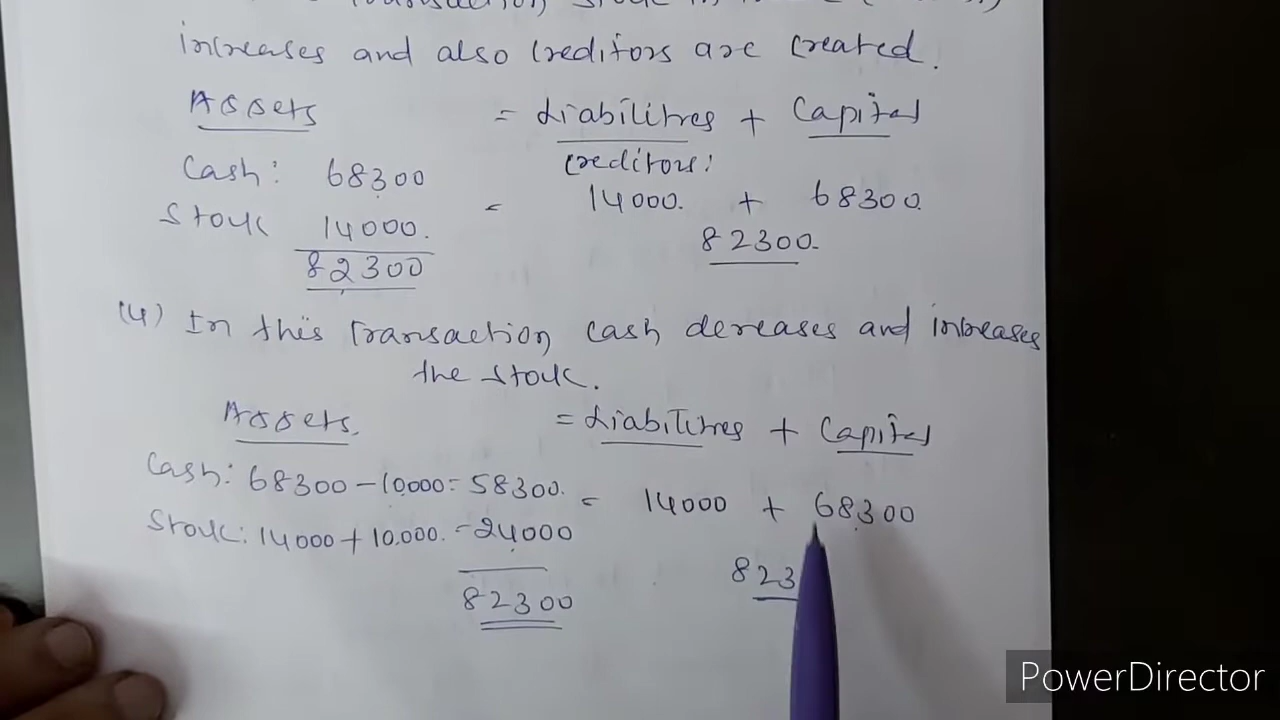 increases and also creditors are created.
Assets = Liabilities + Capital
Creditors:
Cash: 68300
= 14000. + 68300.
Stock 14000.
82300.
82300
(4) In this transaction cash dereases and increases
the stock.
Assets. = Liabilities + Capital
Cash: 68300 - 10,000 = 58300. = 14000 + 68300
Stock: 14000 + 10,000. = 24000
823
82300
PowerDirector